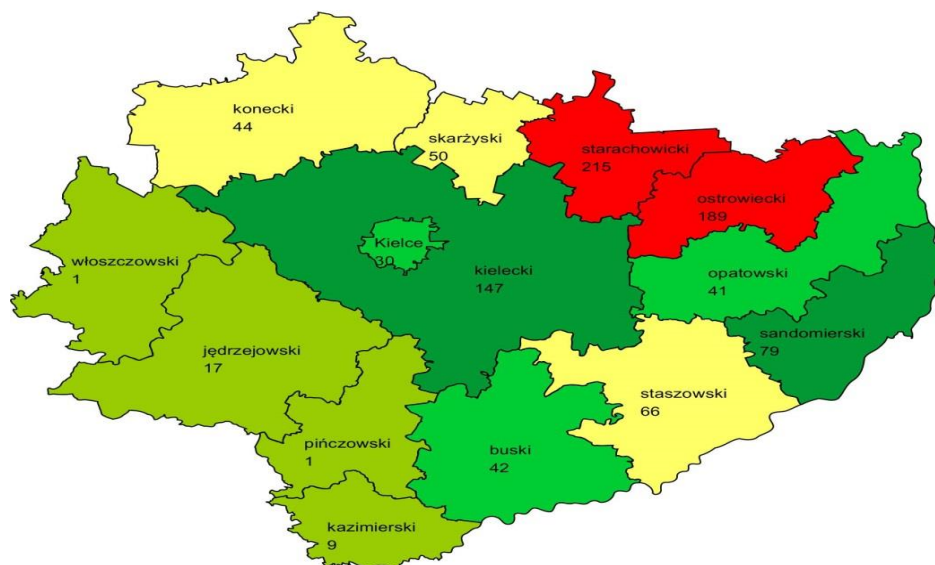 konecki
44
skarżyski
50
starachowicki
215
ostrowiecki
189
Kielce
30
włoszczowski
1
kielecki
147
opatowski
41
sandomierski
79
jędrzejowski
17
staszowski
66
pińczowski
1
buski
42
kazimierski
9